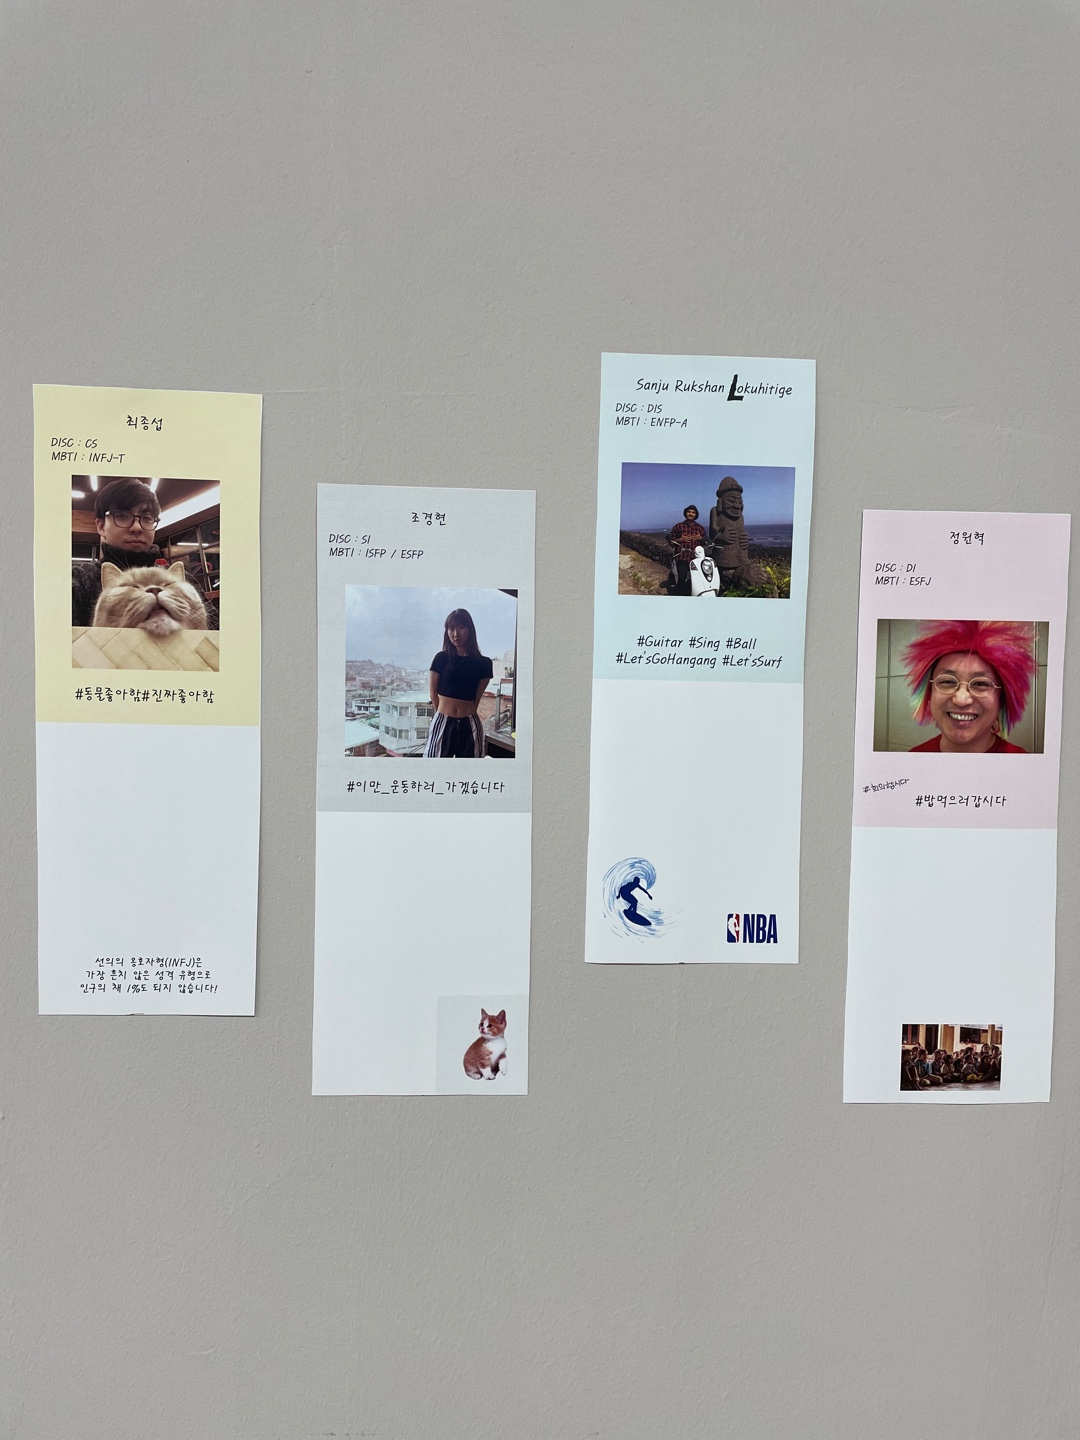 최종섭
DISC : CS
MBTI : INFJ-T
#동물좋아함#진짜좋아함
선의의 옹호자형(INFJ)은
가장 흔치 않은 성격 유형으로
인구의 채 1%도 되지 않습니다!
조경현
DISC : SI
MBTI : ISFP / ESFP
#이만_운동하러_가겠습니다
Sanju Rukshan Lokuhitige
DISC : DIS
MBTI : ENFP-A
#Guitar #Sing #Ball
#Let'sGoHangang #Let'sSurf
NBA
정원혁
DISC : DI
MBTI : ESFJ
#회의합시다
#밥먹으러갑시다